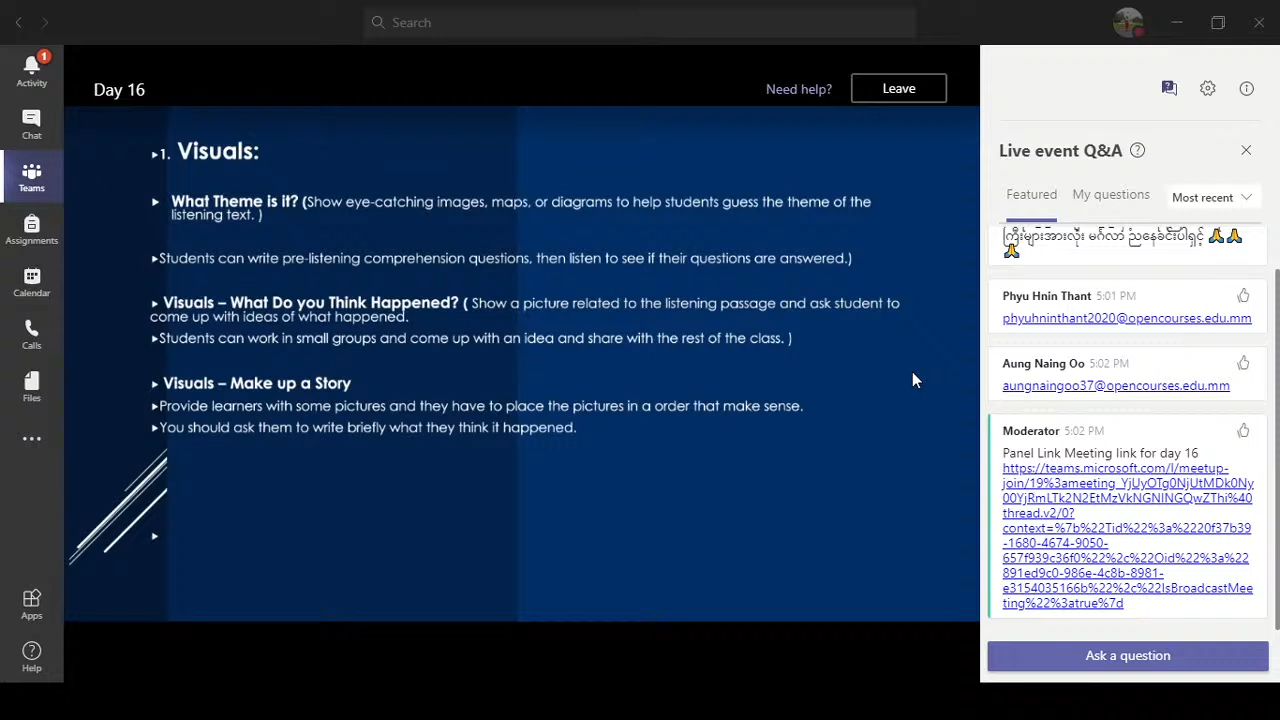 Search
1
Activity
Chat
Teams
Assignments
Calendar
Calls
Files
Apps
Help
Day 16
Need help?
Leave
▸1. Visuals:
▸ What Theme is it? (Show eye-catching images, maps, or diagrams to help students guess the theme of the
listening text. )
▸Students can write pre-listening comprehension questions, then listen to see if their questions are answered.)
▸ Visuals – What Do you Think Happened? ( Show a picture related to the listening passage and ask student to
come up with ideas of what happened.
▸Students can work in small groups and come up with an idea and share with the rest of the class. )
▸ Visuals – Make up a Story
▸Provide learners with some pictures and they have to place the pictures in a order that make sense.
▸You should ask them to write briefly what they think it happened.
▸
Live event Q&A
Featured My questions Most recent
🙏🙏
🙏
Phyu Hnin Thant 5:01 PM
phyuhninthant2020@opencourses.edu.mm
Aung Naing Oo 5:02 PM
aungnaingoo37@opencourses.edu.mm
Moderator 5:02 PM
Panel Link Meeting link for day 16
https://teams.microsoft.com/l/meetup-
join/19%3ameeting_YjUyOTg0NjUtMDk0Ny
00YjRmLTk2N2EtMzVkNGNlNGQwZThi%40
thread.v2/0?
context=%7b%22Tid%22%3a%2220f37b39
-1680-4674-9050-
657f939c36f0%22%2c%22Oid%22%3a%22
891ed9c0-986e-4c8b-8981-
e3154035166b%22%2c%22IsBroadcastMee
ting%22%3atrue%7d
Ask a question